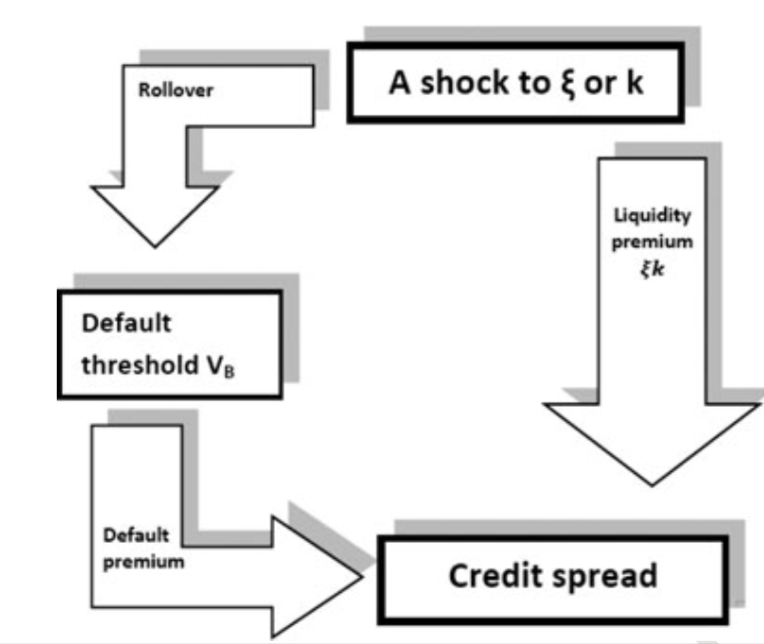 A shock to ξ or k
Rollover
Liquidity
premium
ξk
Default
threshold V_B
Default
premium
Credit spread